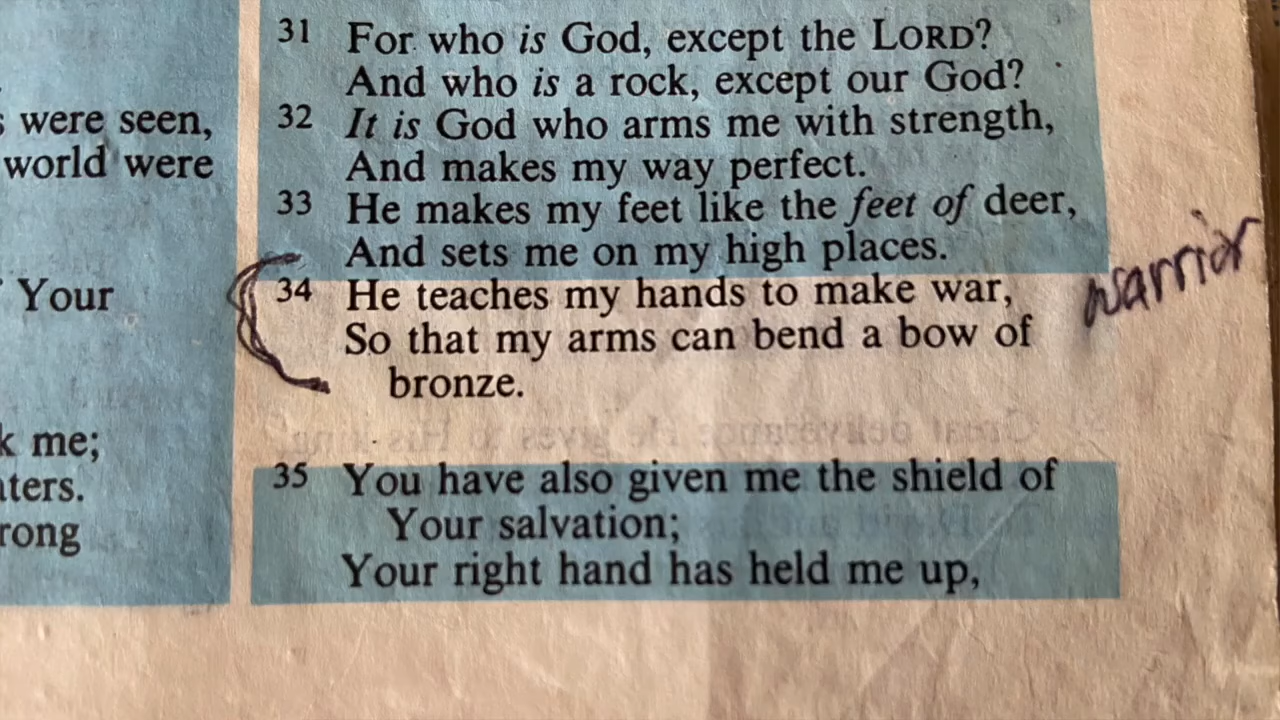 were seen,
world were
Your
k me;
rong
31 For who is God, except the LORD?
And who is a rock, except our God?
32 It is God who arms me with strength,
And makes my way perfect.
33 He makes my feet like the feet of deer,
And sets me on my high places.
34 He teaches my hands to make war,
So that my arms can bend a bow of
bronze.
warrior
35 You have also given me the shield of
Your salvation;
Your right hand has held me up,